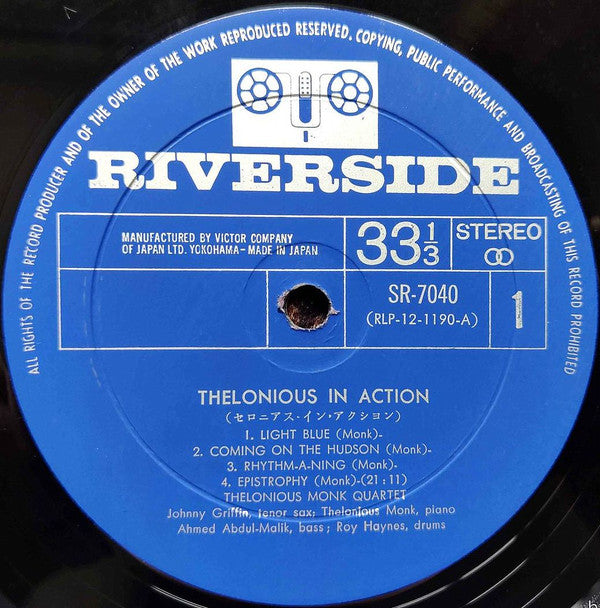 ALL RIGHTS OF THE RECORD PRODUCER AND OF THE OWNER OF THE WORK REPRODUCED RESERVED. COPYING, PUBLIC PERFORMANCE AND BROADCASTING OF THIS RECORD PROHIBITED
RIVERSIDE
MANUFACTURED BY VICTOR COMPANY
OF JAPAN LTD. YOKOHAMA-MADE IN JAPAN
33 1/3
STEREO
SR-7040
(RLP-12-1190-A)
1
THELONIOUS IN ACTION
(セロニアス・イン・アクション)
1. LIGHT BLUE (Monk)-
2. COMING ON THE HUDSON (Monk)-
3. RHYTHM-A-NING (Monk)-
4. EPISTROPHY (Monk)-(21:11)
THELONIOUS MONK QUARTET
Johnny Griffin, tenor sax; Thelonious Monk, piano
Ahmed Abdul-Malik, bass; Roy Haynes, drums